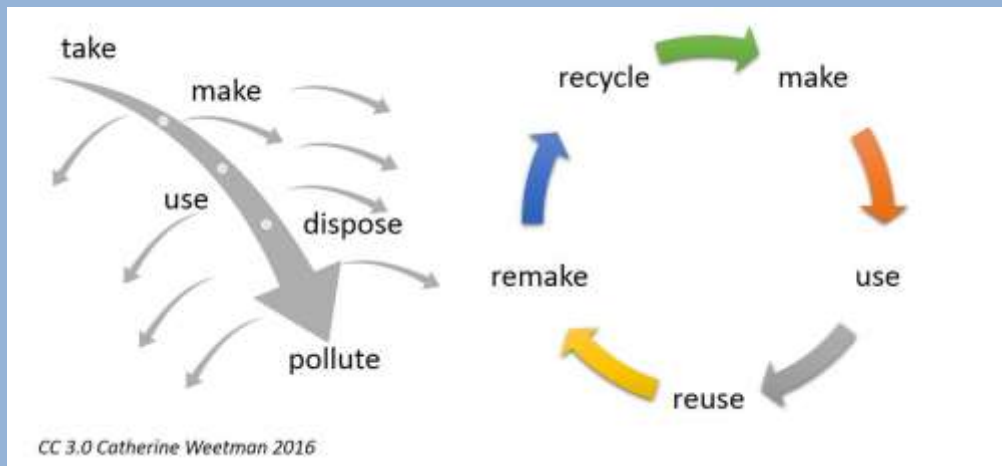 take
make
use
dispose
pollute
recycle
make
use
reuse
remake
CC 3.0 Catherine Weetman 2016